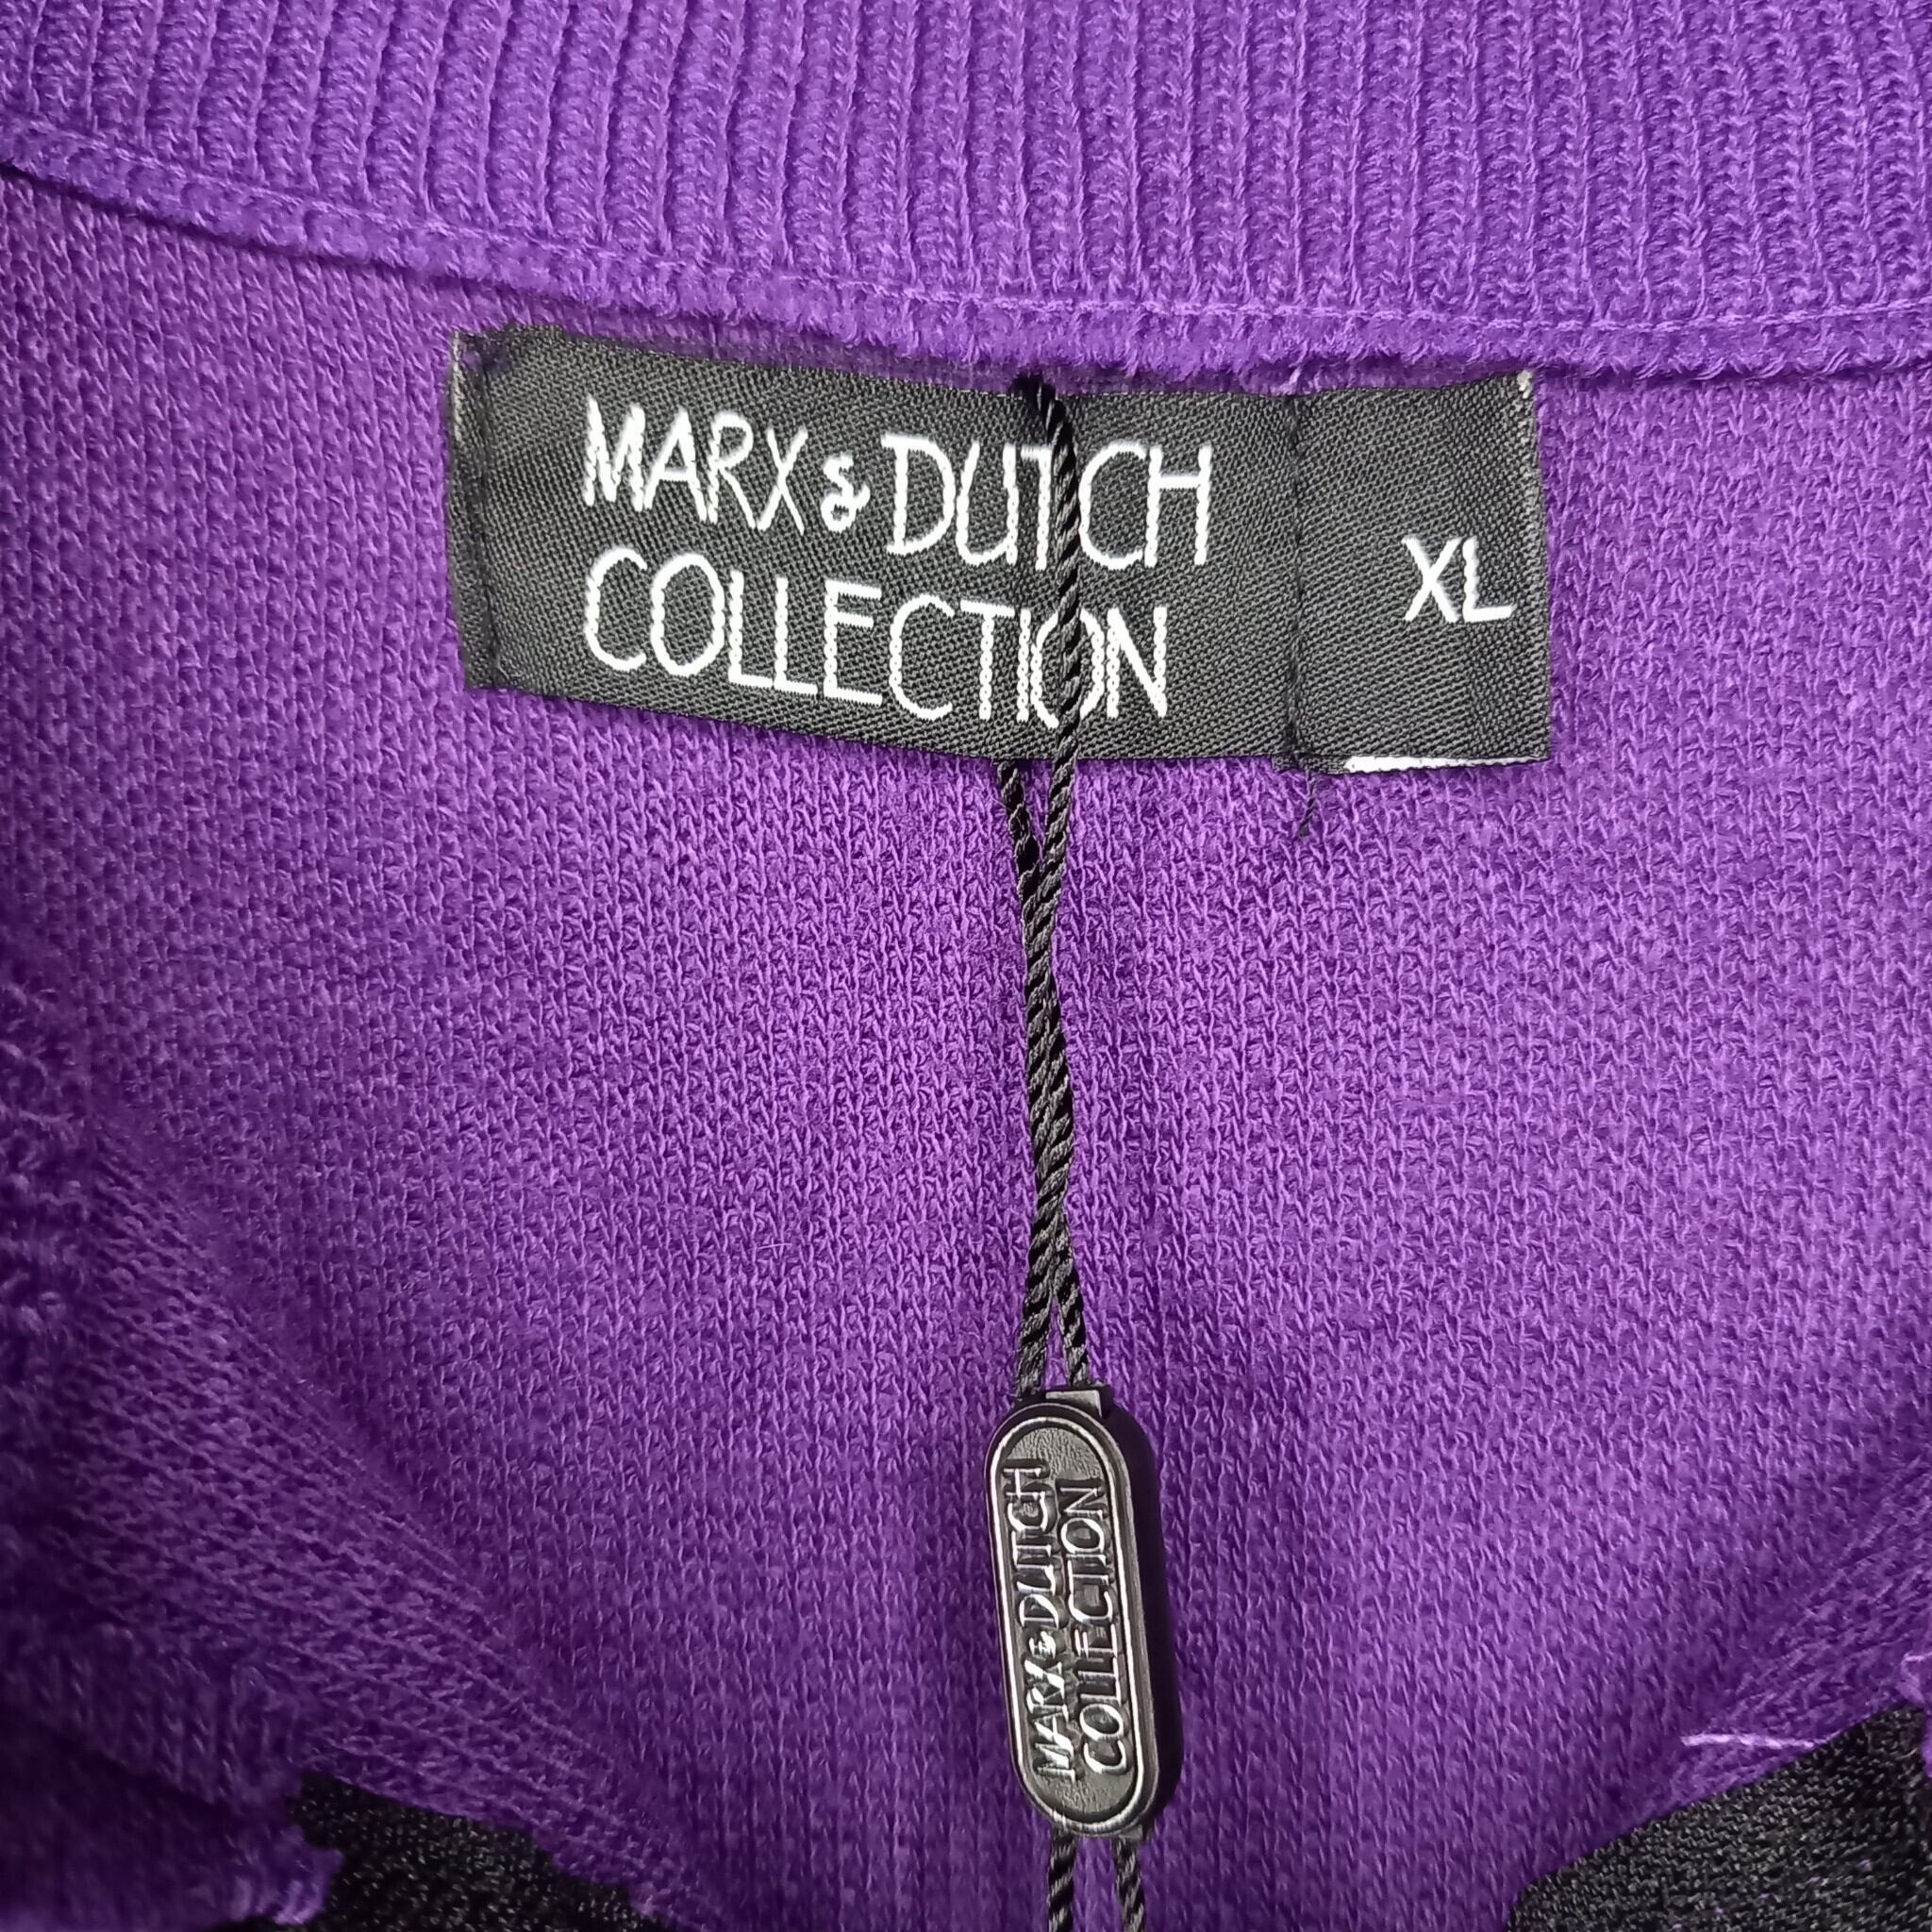 MARX & DUTCH
COLLECTION
XL
MARX & DUTCH
COLLECTION